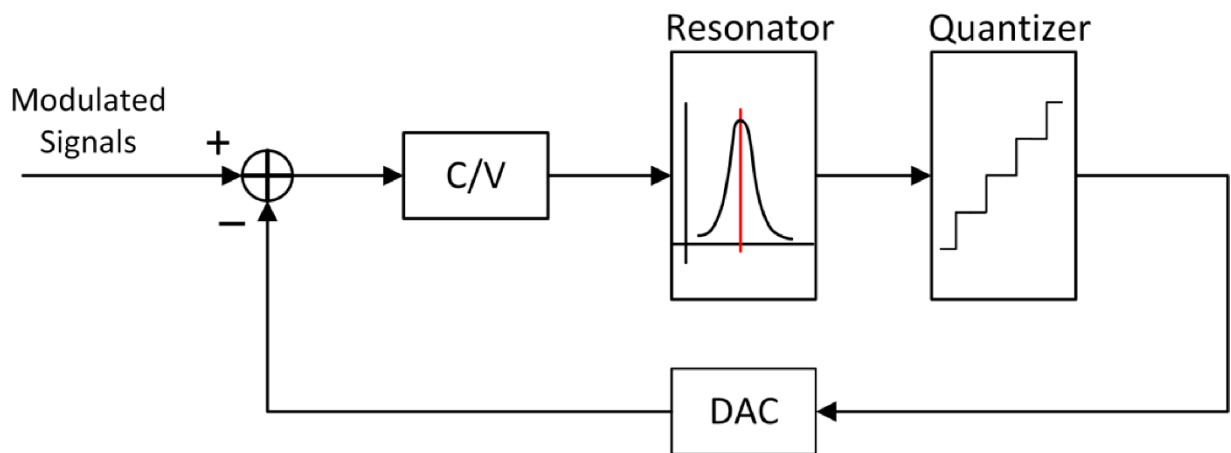 Resonator
Quantizer
Modulated
Signals
+
C/V
−
DAC